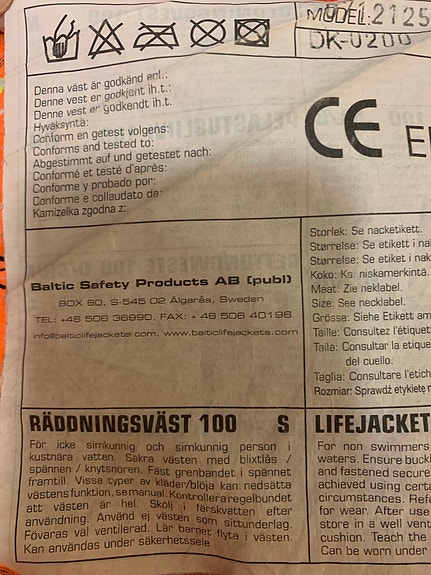 MODEL: 2125
DK-0200
Denna väst är godkänd enl.:
Denne vest er godkjent ih.t.:
Denne vest er godkendt ih.t.:
Hyväksyntä:
Conform en getest volgens:
Conforms and tested to:
Abgestimmt auf und getestet nach:
Conformé et testé d'après:
Conforme y probado por:
Conforme e collaudato da:
Kamizelka zgodna z:
CE E
Baltic Safety Products AB (publ)
BOX 60, S-545 02 Älgarås, Sweden
TEL: +46 506 36990, FAX: + 46 506 40196
info@balticlifejackets.com, www.balticlifejackets.com
Storlek: Se nacketikett.
Størrelse: Se etiket i nak
Størrelse: Se etiket i nak
Koko: Ks. niskamerkintä.
Maat: Zie neklabel.
Size: See necklabel.
Grösse: Siehe Etikett am
Taille: Consultez l'étiquet
Taila: Consultar la etique
del cuello.
Taglia: Consultare l'etich
Rozmiar: Sprawdź etykietę n
RÄDDNINGSVÄST 100 S
För icke simkunnig och simkunnig person i
kustnära vatten. Säkra västen med blixtlås /
spännen / knytsnören. Fäst grenbandet i spännet
framtill. Vissa typer av kläder/blöja kan nedsätta
västens funktion, se manual. Kontrollera regelbundet
att västen är hel. Skölj i färskvatten efter
användning. Använd ej västen som sittunderlag.
Förvaras väl ventilerad. Lär barnet flyta i västen.
Kan användas under säkerhetssele.
LIFEJACKET
For non swimmers
waters. Ensure buckl
and fastened secure
achieved using certa
circumstances. Refe
for wear. After use
store in a well vent
cushion. Teach the
Can be worn under